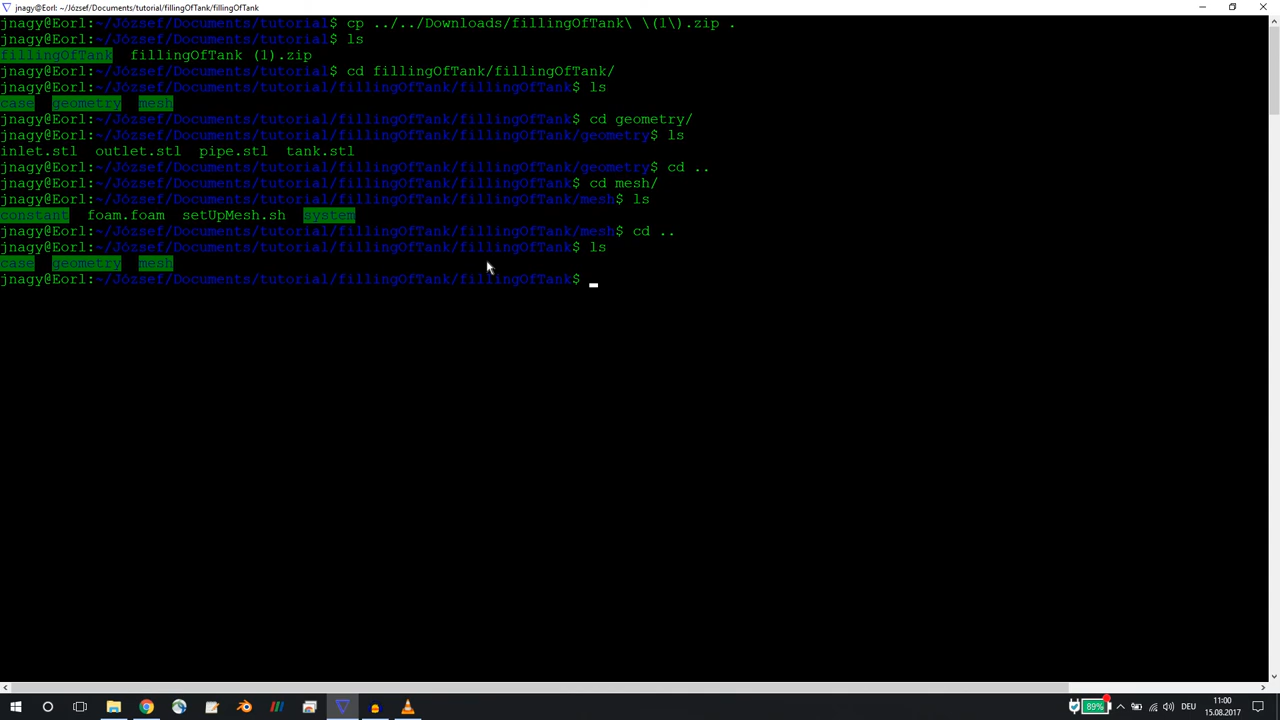 jnagy@Eorl: ~/József/Documents/tutorial/fillingOfTank/fillingOfTank
jnagy@Eorl:~/József/Documents/tutorial$ cp ../../Downloads/fillingOfTank\ \(1\).zip .
jnagy@Eorl:~/József/Documents/tutorial$ ls
fillingOfTank  fillingOfTank (1).zip
jnagy@Eorl:~/József/Documents/tutorial$ cd fillingOfTank/fillingOfTank/
jnagy@Eorl:~/József/Documents/tutorial/fillingOfTank/fillingOfTank$ ls
case  geometry  mesh
jnagy@Eorl:~/József/Documents/tutorial/fillingOfTank/fillingOfTank$ cd geometry/
jnagy@Eorl:~/József/Documents/tutorial/fillingOfTank/fillingOfTank/geometry$ ls
inlet.stl  outlet.stl  pipe.stl  tank.stl
jnagy@Eorl:~/József/Documents/tutorial/fillingOfTank/fillingOfTank/geometry$ cd ..
jnagy@Eorl:~/József/Documents/tutorial/fillingOfTank/fillingOfTank$ cd mesh/
jnagy@Eorl:~/József/Documents/tutorial/fillingOfTank/fillingOfTank/mesh$ ls
constant  foam.foam  setUpMesh.sh  system
jnagy@Eorl:~/József/Documents/tutorial/fillingOfTank/fillingOfTank/mesh$ cd ..
jnagy@Eorl:~/József/Documents/tutorial/fillingOfTank/fillingOfTank$ ls
case  geometry  mesh
jnagy@Eorl:~/József/Documents/tutorial/fillingOfTank/fillingOfTank$
89% DEU 11:00
15.08.2017